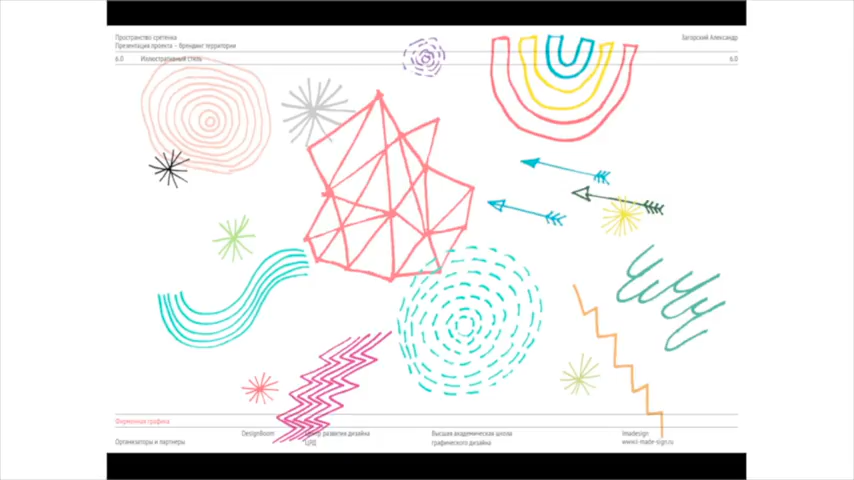 Пространство сретенка
Загорский Александр
Презентация проекта – брендинг территории
6.0 Иллюстративный стиль 6.0
Фирменная графика
DesignBoom
развития дизайна
Высшая академическая школа
графического дизайна
Imadesign
www.i-made-sign.ru
Организаторы и партнеры